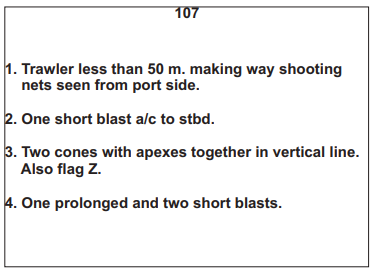 107
1. Trawler less than 50 m. making way shooting
nets seen from port side.
2. One short blast a/c to stbd.
3. Two cones with apexes together in vertical line.
Also flag Z.
4. One prolonged and two short blasts.